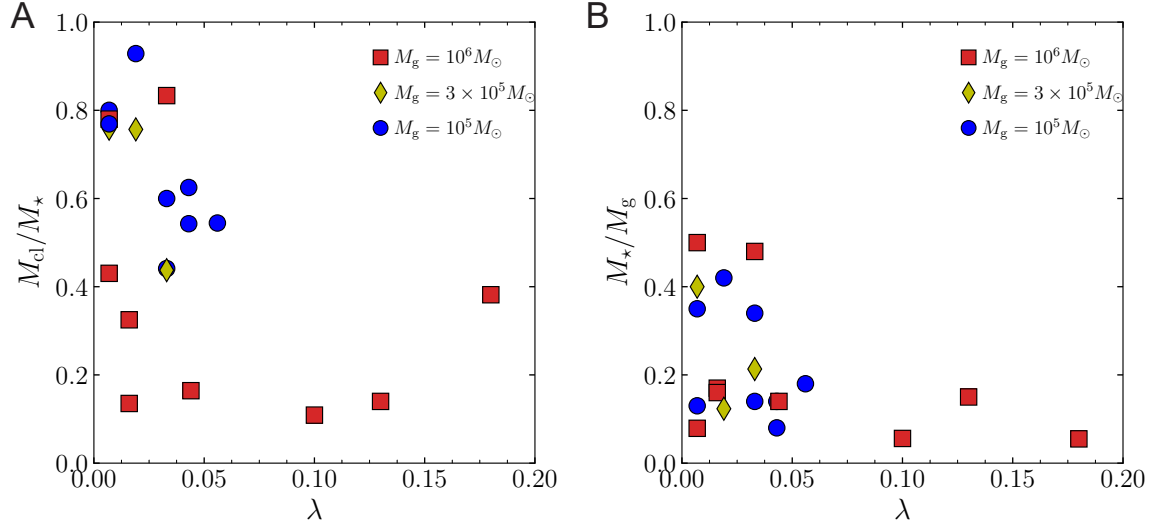 A
M_cl/M_⋆
1.0
0.8
0.6
0.4
0.2
0.0
0.00
0.05
0.10
0.15
0.20
λ
M_g = 10^6 M_⊙
M_g = 3 × 10^5 M_⊙
M_g = 10^5 M_⊙
B
M_⋆/M_g
1.0
0.8
0.6
0.4
0.2
0.0
0.00
0.05
0.10
0.15
0.20
λ
M_g = 10^6 M_⊙
M_g = 3 × 10^5 M_⊙
M_g = 10^5 M_⊙